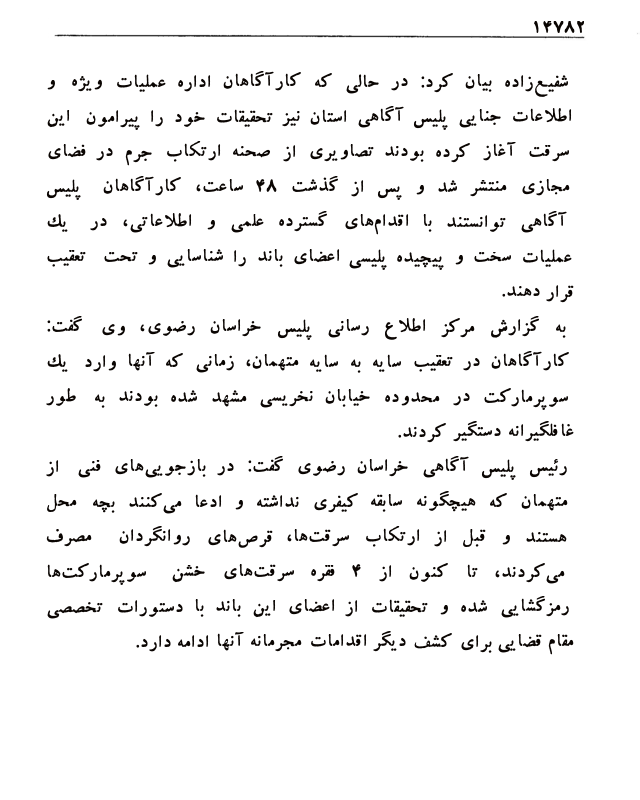 ۱۴۷۸۲
شفیع‌زاده بیان کرد: در حالی که کارآگاهان اداره عملیات ویژه و
اطلاعات جنایی پلیس آگاهی استان نیز تحقیقات خود را پیرامون این
سرقت آغاز کرده بودند تصاویری از صحنه ارتکاب جرم در فضای
مجازی منتشر شد و پس از گذشت ۴۸ ساعت، کارآگاهان پلیس
آگاهی توانستند با اقدام‌های گسترده علمی و اطلاعاتی، در یك
عملیات سخت و پیچیده پلیسی اعضای باند را شناسایی و تحت تعقیب
قرار دهند.
به گزارش مرکز اطلاع رسانی پلیس خراسان رضوی، وی گفت:
کارآگاهان در تعقیب سایه به سایه متهمان، زمانی که آنها وارد یك
سوپرمارکت در محدوده خیابان نخریسی مشهد شده بودند به طور
غافلگیرانه دستگیر کردند.
رئیس پلیس آگاهی خراسان رضوی گفت: در بازجویی‌های فنی از
متهمان که هیچگونه سابقه کیفری نداشته و ادعا می‌کنند بچه محل
هستند و قبل از ارتکاب سرقت‌ها، قرص‌های روانگردان مصرف
می‌کردند، تا کنون از ۴ فقره سرقت‌های خشن سوپرمارکت‌ها
رمزگشایی شده و تحقیقات از اعضای این باند با دستورات تخصصی
مقام قضایی برای کشف دیگر اقدامات مجرمانه آنها ادامه دارد.